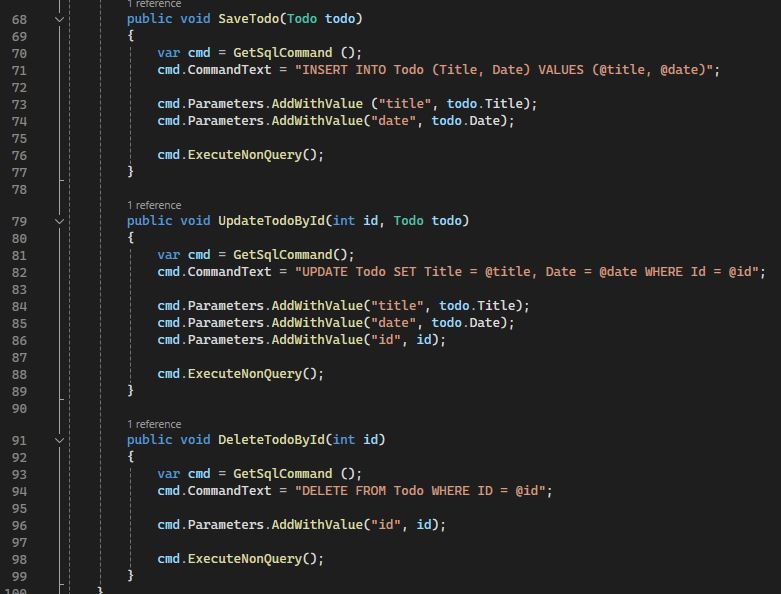 1 reference
68 public void SaveTodo(Todo todo)
69 {
70 var cmd = GetSqlCommand ();
71 cmd.CommandText = "INSERT INTO Todo (Title, Date) VALUES (@title, @date)";
72
73 cmd.Parameters.AddWithValue ("title", todo.Title);
74 cmd.Parameters.AddWithValue("date", todo.Date);
75
76 cmd.ExecuteNonQuery();
77 }
78
1 reference
79 public void UpdateTodoById(int id, Todo todo)
80 {
81 var cmd = GetSqlCommand();
82 cmd.CommandText = "UPDATE Todo SET Title = @title, Date = @date WHERE Id = @id";
83
84 cmd.Parameters.AddWithValue("title", todo.Title);
85 cmd.Parameters.AddWithValue("date", todo.Date);
86 cmd.Parameters.AddWithValue("id", id);
87
88 cmd.ExecuteNonQuery();
89 }
90
1 reference
91 public void DeleteTodoById(int id)
92 {
93 var cmd = GetSqlCommand ();
94 cmd.CommandText = "DELETE FROM Todo WHERE ID = @id";
95
96 cmd.Parameters.AddWithValue("id", id);
97
98 cmd.ExecuteNonQuery();
99 }
100 }